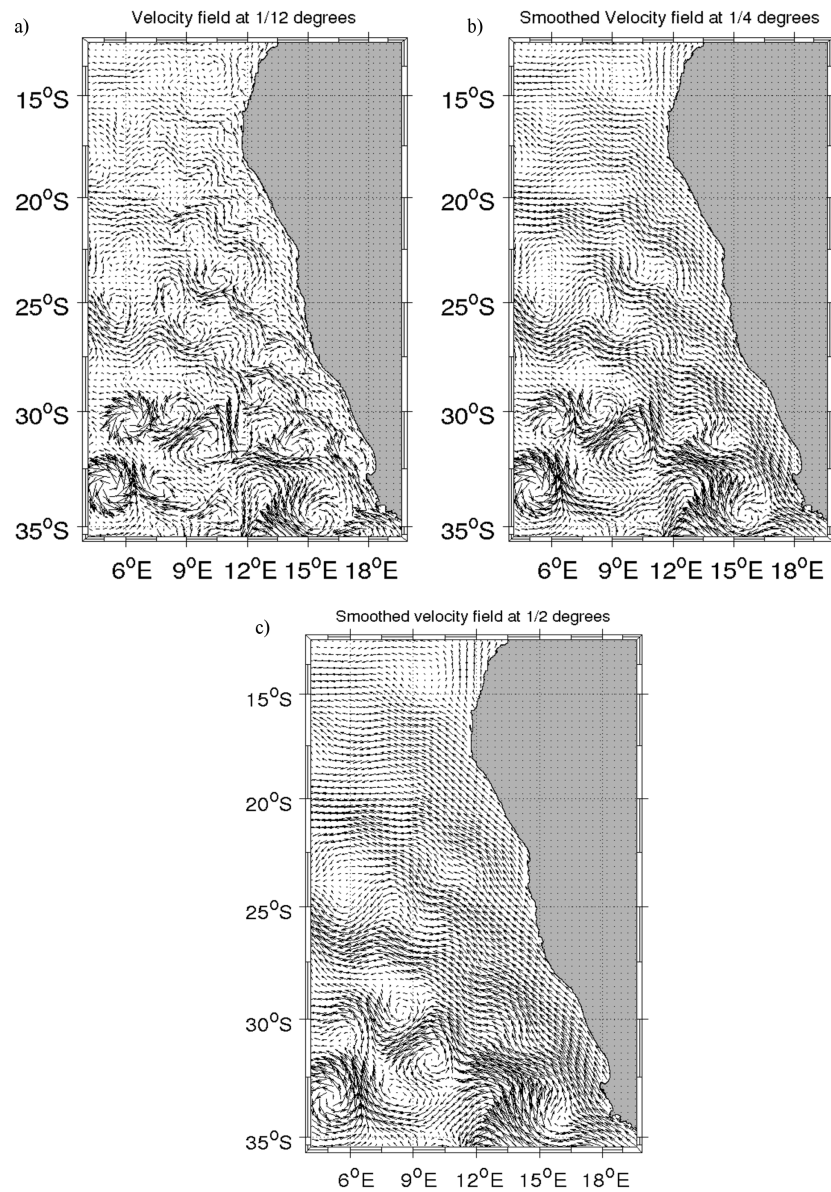 a)
Velocity field at 1/12 degrees
15°S
20°S
25°S
30°S
35°S
6°E 9°E 12°E 15°E 18°E
b)
Smoothed Velocity field at 1/4 degrees
15°S
20°S
25°S
30°S
35°S
6°E 9°E 12°E 15°E 18°E
c)
Smoothed velocity field at 1/2 degrees
15°S
20°S
25°S
30°S
35°S
6°E 9°E 12°E 15°E 18°E